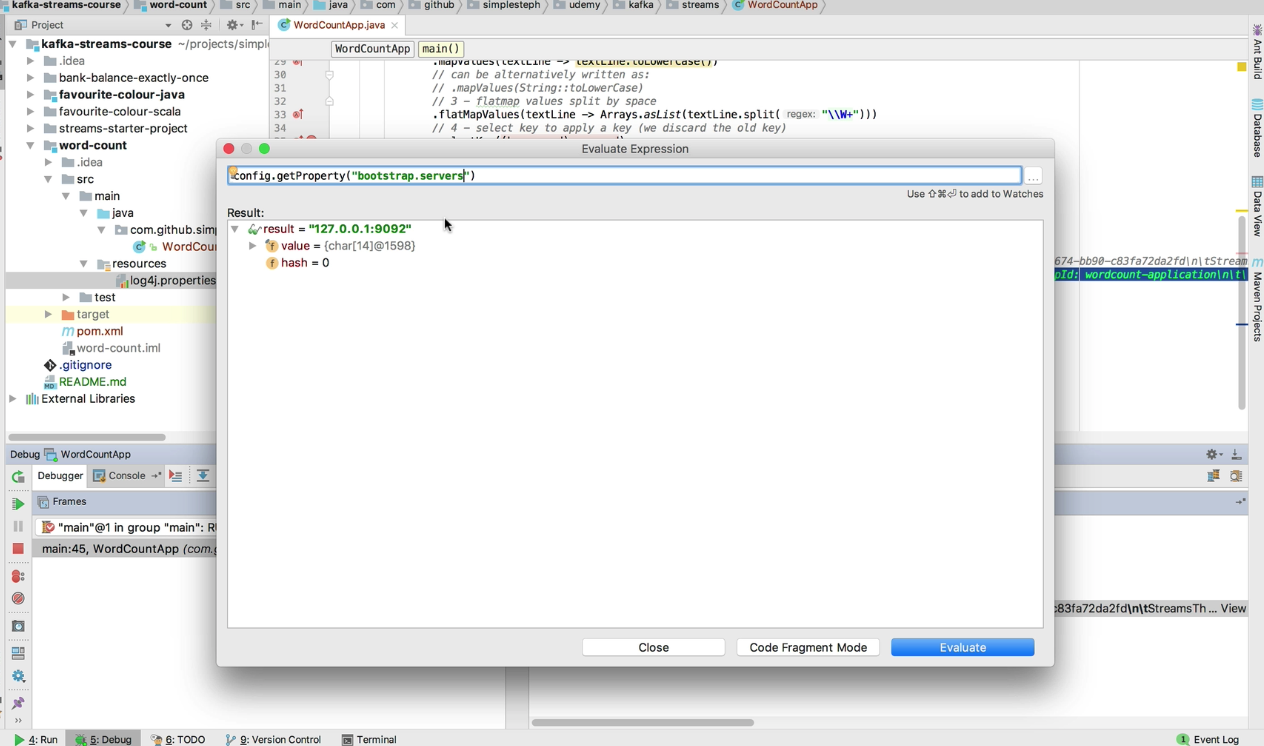 kafka-streams-course word-count src main java com github simplesteph udemy kafka streams WordCountApp
Project
WordCountApp.java
kafka-streams-course ~/projects/simpl
.idea
bank-balance-exactly-once
favourite-colour-java
favourite-colour-scala
streams-starter-project
word-count
.idea
src
main
java
com.github.sim
WordCou
resources
log4j.properties
test
target
pom.xml
word-count.iml
.gitignore
README.md
External Libraries
WordCountApp main()
29 .mapValues(textLine -> textLine.toLowerCase())
30 // can be alternatively written as:
31 // .mapValues(String::toLowerCase)
32 // 3 - flatmap values split by space
33 .flatMapValues(textLine -> Arrays.asList(textLine.split( regex: "\\W+")))
34 // 4 - select key to apply a key (we discard the old key)
Evaluate Expression
config.getProperty("bootstrap.servers")
...
Use ⇧⌘⏎ to add to Watches
Result:
result = "127.0.0.1:9092"
value = {char[14]@1598}
hash = 0
Close
Code Fragment Mode
Evaluate
674-bb90-c83fa72da2fd\n\tStream
pId: wordcount-application\n\t\
Ant Build
Database
Data View
Maven Projects
Debug WordCountApp
Debugger
Console
Frames
"main"@1 in group "main": R
main:45, WordCountApp (com.g
c83fa72da2fd\n\tStreamsTh ... View
4: Run
5: Debug
6: TODO
9: Version Control
Terminal
1 Event Log